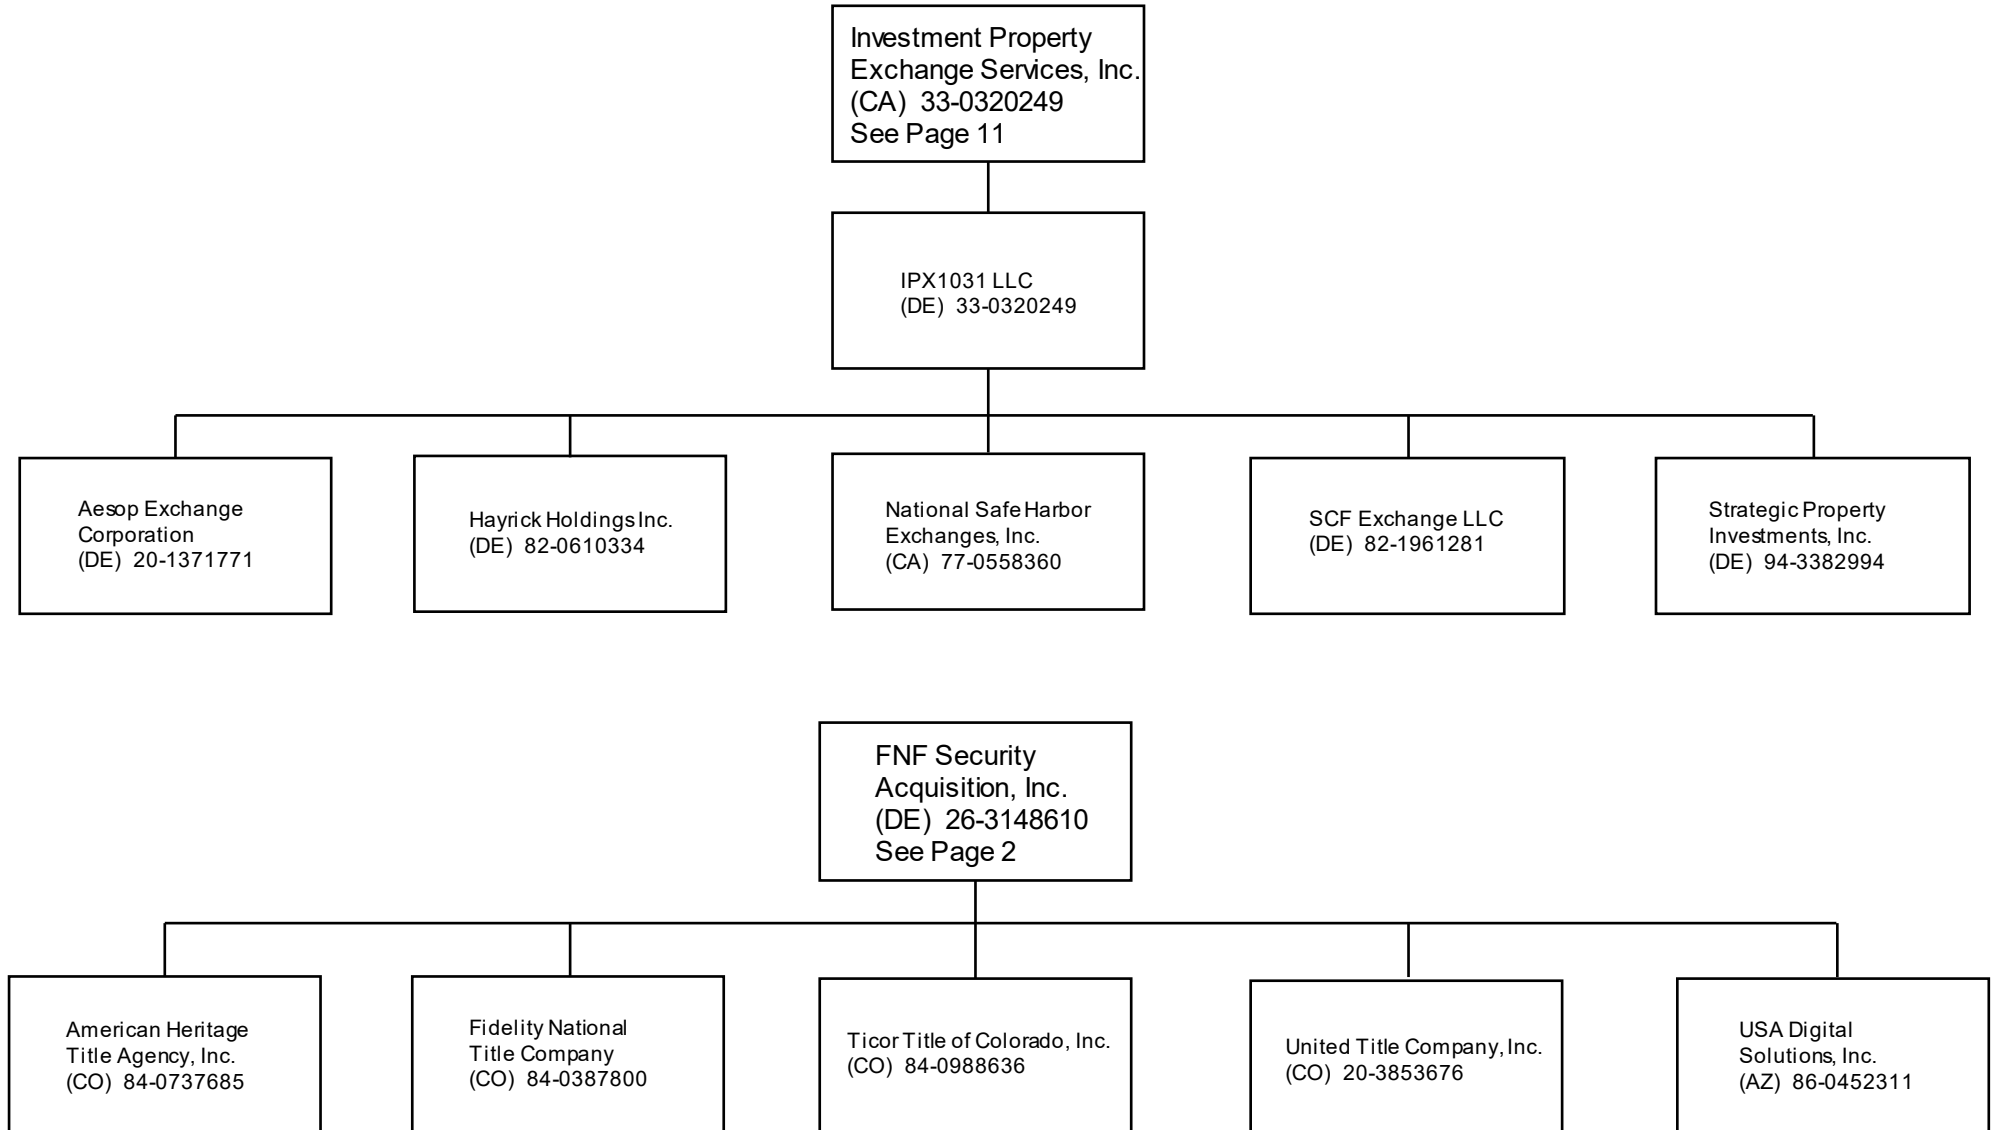 Investment Property
Exchange Services, Inc.
(CA) 33-0320249
See Page 11
IPX1031 LLC
(DE) 33-0320249
Aesop Exchange
Corporation
(DE) 20-1371771
Hayrick Holdings Inc.
(DE) 82-0610334
National Safe Harbor
Exchanges, Inc.
(CA) 77-0558360
SCF Exchange LLC
(DE) 82-1961281
Strategic Property
Investments, Inc.
(DE) 94-3382994
FNF Security
Acquisition, Inc.
(DE) 26-3148610
See Page 2
American Heritage
Title Agency, Inc.
(CO) 84-0737685
Fidelity National
Title Company
(CO) 84-0387800
Ticor Title of Colorado, Inc.
(CO) 84-0988636
United Title Company, Inc.
(CO) 20-3853676
USA Digital
Solutions, Inc.
(AZ) 86-0452311